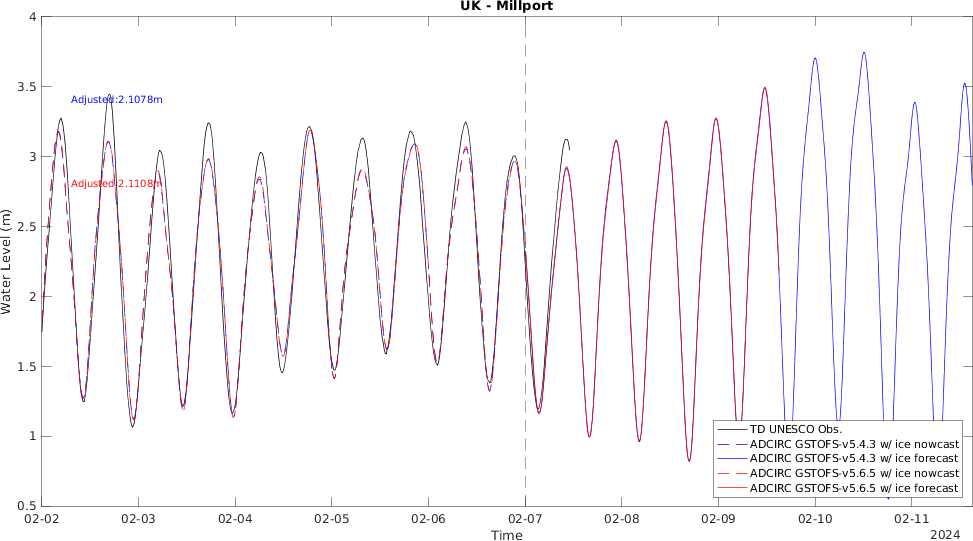 UK - Millport
4
3.5
3
2.5
2
1.5
1
0.5
Water Level (m)
Adjusted:2.1078m
Adjusted:2.1108m
TD UNESCO Obs.
ADCIRC GSTOFS-v5.4.3 w/ ice nowcast
ADCIRC GSTOFS-v5.4.3 w/ ice forecast
ADCIRC GSTOFS-v5.6.5 w/ ice nowcast
ADCIRC GSTOFS-v5.6.5 w/ ice forecast
02-02 02-03 02-04 02-05 02-06 02-07 02-08 02-09 02-10 02-11
Time
2024